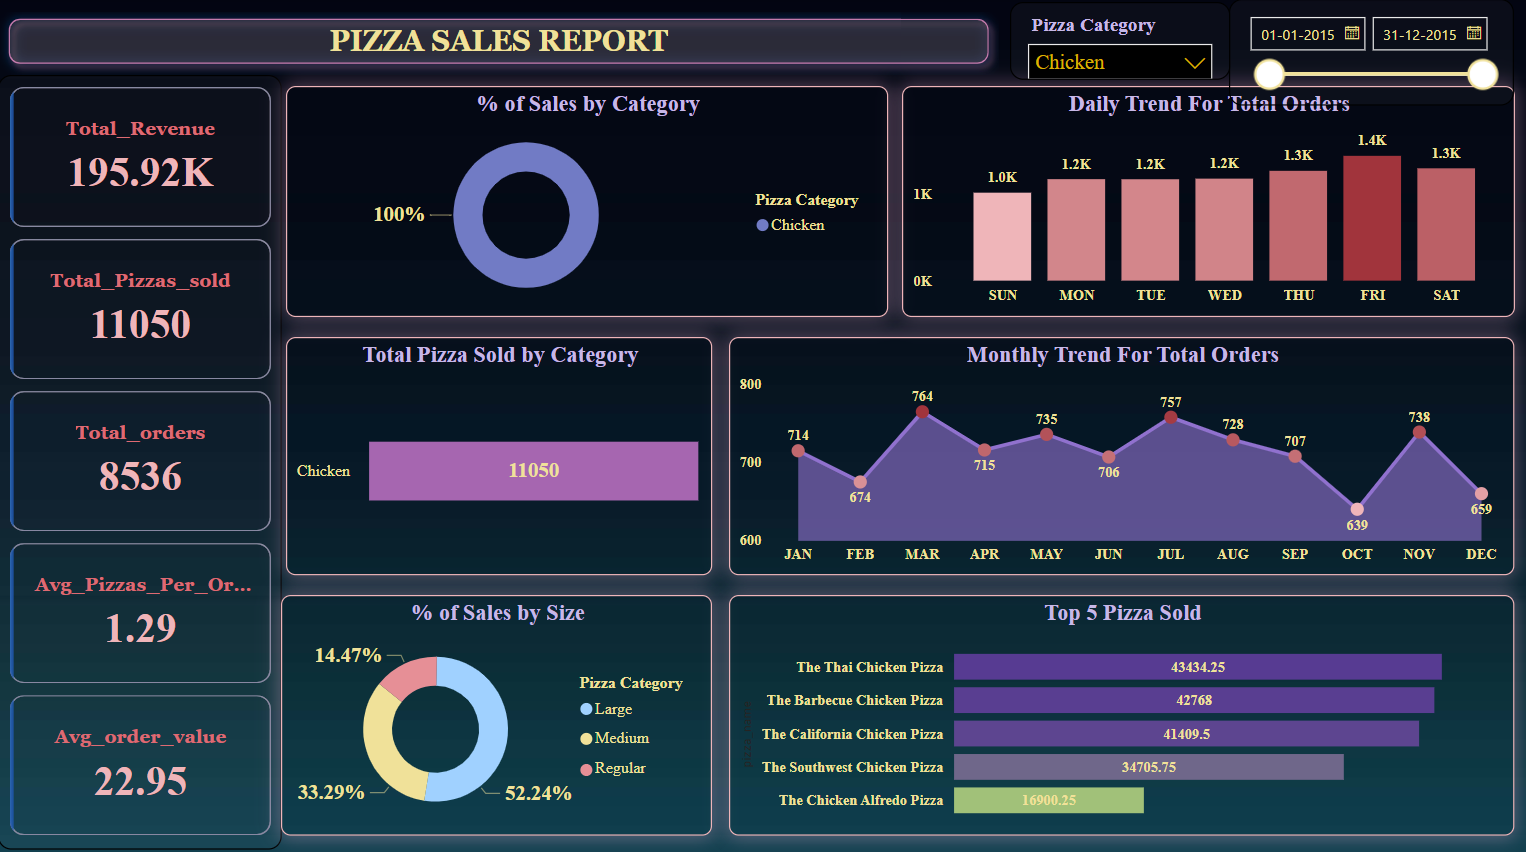 PIZZA SALES REPORT
Pizza Category
Chicken
01-01-2015
31-12-2015
Total_Revenue
195.92K
Total_Pizzas_sold
11050
Total_orders
8536
Avg_Pizzas_Per_Or...
1.29
Avg_order_value
22.95
% of Sales by Category
100%
Pizza Category
Chicken
Daily Trend For Total Orders
1K
0K
1.0K
1.2K
1.2K
1.2K
1.3K
1.4K
1.3K
SUN
MON
TUE
WED
THU
FRI
SAT
Total Pizza Sold by Category
Chicken
11050
Monthly Trend For Total Orders
800
700
600
714
674
764
715
735
706
757
728
707
639
738
659
JAN
FEB
MAR
APR
MAY
JUN
JUL
AUG
SEP
OCT
NOV
DEC
% of Sales by Size
14.47%
33.29%
52.24%
Pizza Category
Large
Medium
Regular
Top 5 Pizza Sold
The Thai Chicken Pizza
43434.25
The Barbecue Chicken Pizza
42768
The California Chicken Pizza
41409.5
The Southwest Chicken Pizza
34705.75
The Chicken Alfredo Pizza
16900.25